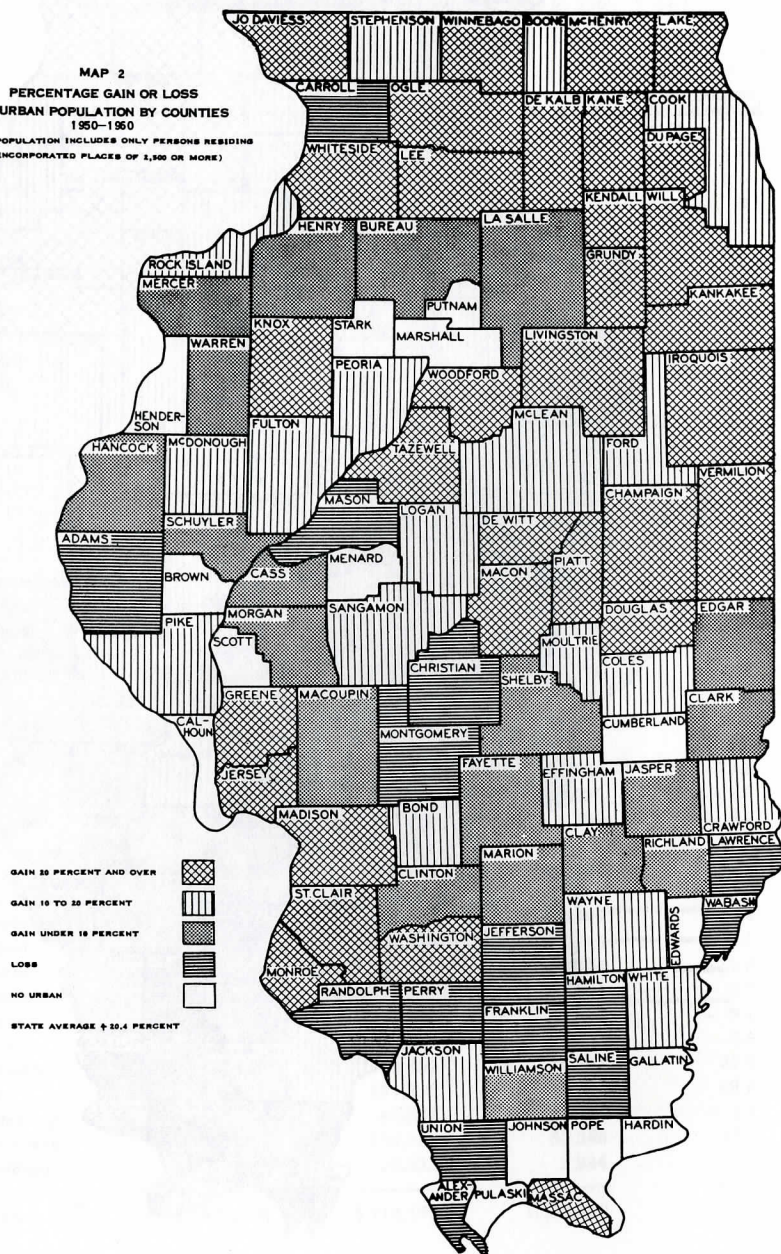 MAP 2
PERCENTAGE GAIN OR LOSS
URBAN POPULATION BY COUNTIES
1950–1960
POPULATION INCLUDES ONLY PERSONS RESIDING
INCORPORATED PLACES OF 2,500 OR MORE)
JO DAVIESS STEPHENSON WINNEBAGO BOONE MCHENRY LAKE
CARROLL OGLE DE KALB KANE COOK
DU PAGE
WHITESIDE LEE
KENDALL WILL
HENRY BUREAU LA SALLE
GRUNDY
ROCK ISLAND
MERCER KANKAKEE
PUTNAM
KNOX STARK
MARSHALL LIVINGSTON
WARREN
PEORIA IROQUOIS
WOODFORD
HENDER-
SON
MCLEAN
FULTON
HANCOCK MCDONOUGH FORD
TAZEWELL
VERMILION
MASON CHAMPAIGN
LOGAN
SCHUYLER DE WITT
ADAMS
MENARD PIATT
BROWN CASS MACON
SANGAMON DOUGLAS EDGAR
MORGAN
PIKE
SCOTT MOULTRIE
CHRISTIAN COLES
SHELBY
GREENE MACOUPIN CLARK
CAL-
HOUN
CUMBERLAND
MONTGOMERY
FAYETTE EFFINGHAM JASPER
JERSEY
MADISON BOND
CRAWFORD
CLAY
RICHLAND LAWRENCE
MARION
CLINTON
ST. CLAIR
WAYNE
EDWARDS
WABASH
JEFFERSON
WASHINGTON
MONROE
HAMILTON WHITE
RANDOLPH PERRY
FRANKLIN
JACKSON
SALINE GALLATIN
WILLIAMSON
UNION JOHNSON POPE HARDIN
ALEX-
ANDER
PULASKI MASSAC
GAIN 20 PERCENT AND OVER
GAIN 10 TO 20 PERCENT
GAIN UNDER 10 PERCENT
LOSS
NO URBAN
STATE AVERAGE + 20.4 PERCENT